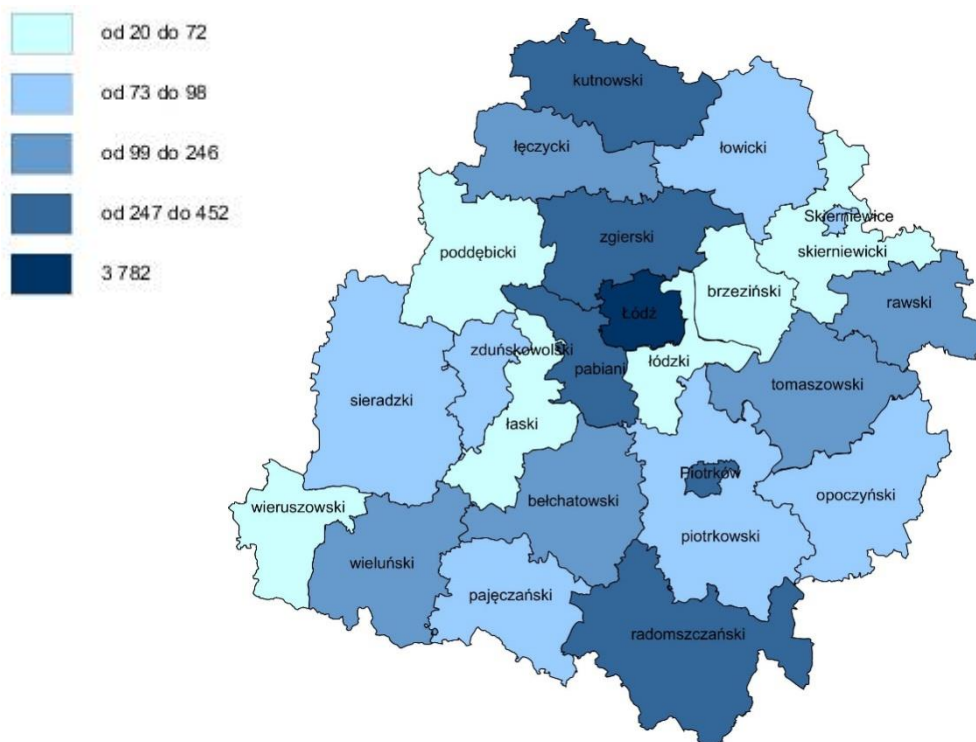 od 20 do 72
od 73 do 98
od 99 do 246
od 247 do 452
3 782
kutnowski
łęczycki
łowicki
Skierniewice
zgierski
poddębicki
skierniewicki
brzeziński
rawski
Łódź
zduńskowolski
łódzki
pabiani
tomaszowski
sieradzki
łaski
Piotrków
opoczyński
bełchatowski
wieruszowski
piotrkowski
wieluński
pajęczański
radomszczański